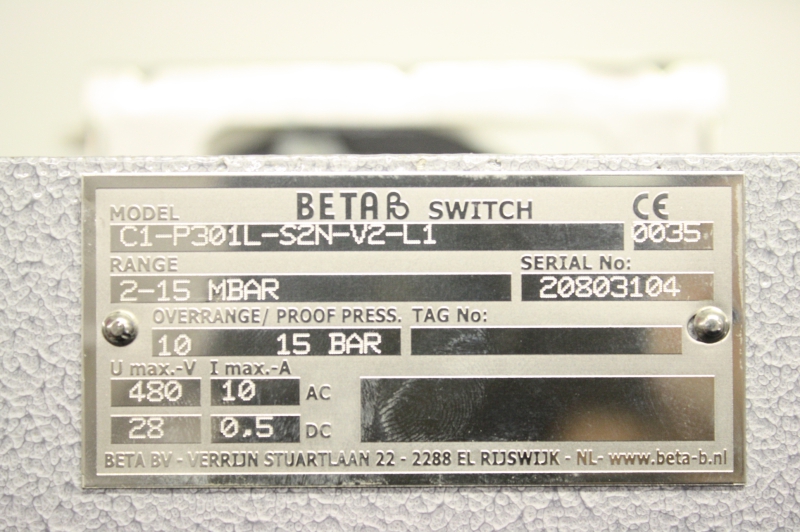 BETA B SWITCH CE
MODEL
C1-P301L-S2N-V2-L1 0035
RANGE SERIAL No:
2-15 MBAR 20803104
OVERRANGE/ PROOF PRESS. TAG No:
10 15 BAR
U max.-V I max.-A
480 10 AC
28 0.5 DC
BETA BV - VERRIJN STUARTLAAN 22 - 2288 EL RIJSWIJK - NL- www.beta-b.nl